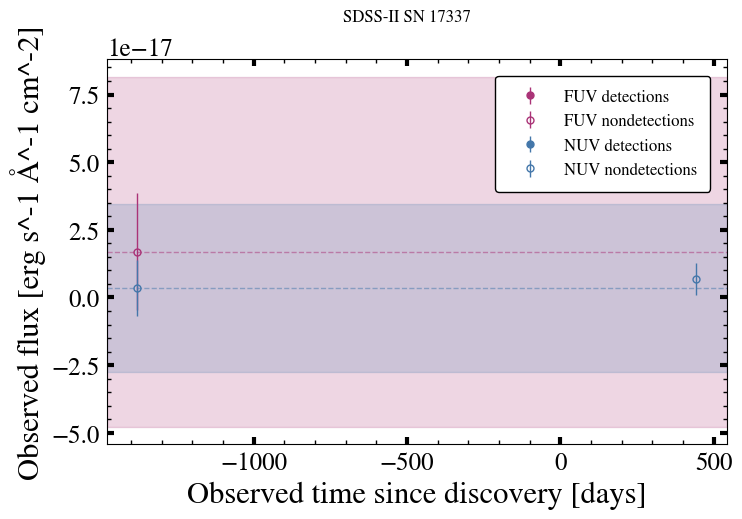 SDSS-II SN 17337
1e−17
Observed flux [erg s^-1 Å^-1 cm^-2]
7.5
5.0
2.5
0.0
−2.5
−5.0
FUV detections
FUV nondetections
NUV detections
NUV nondetections
−1000
−500
0
500
Observed time since discovery [days]